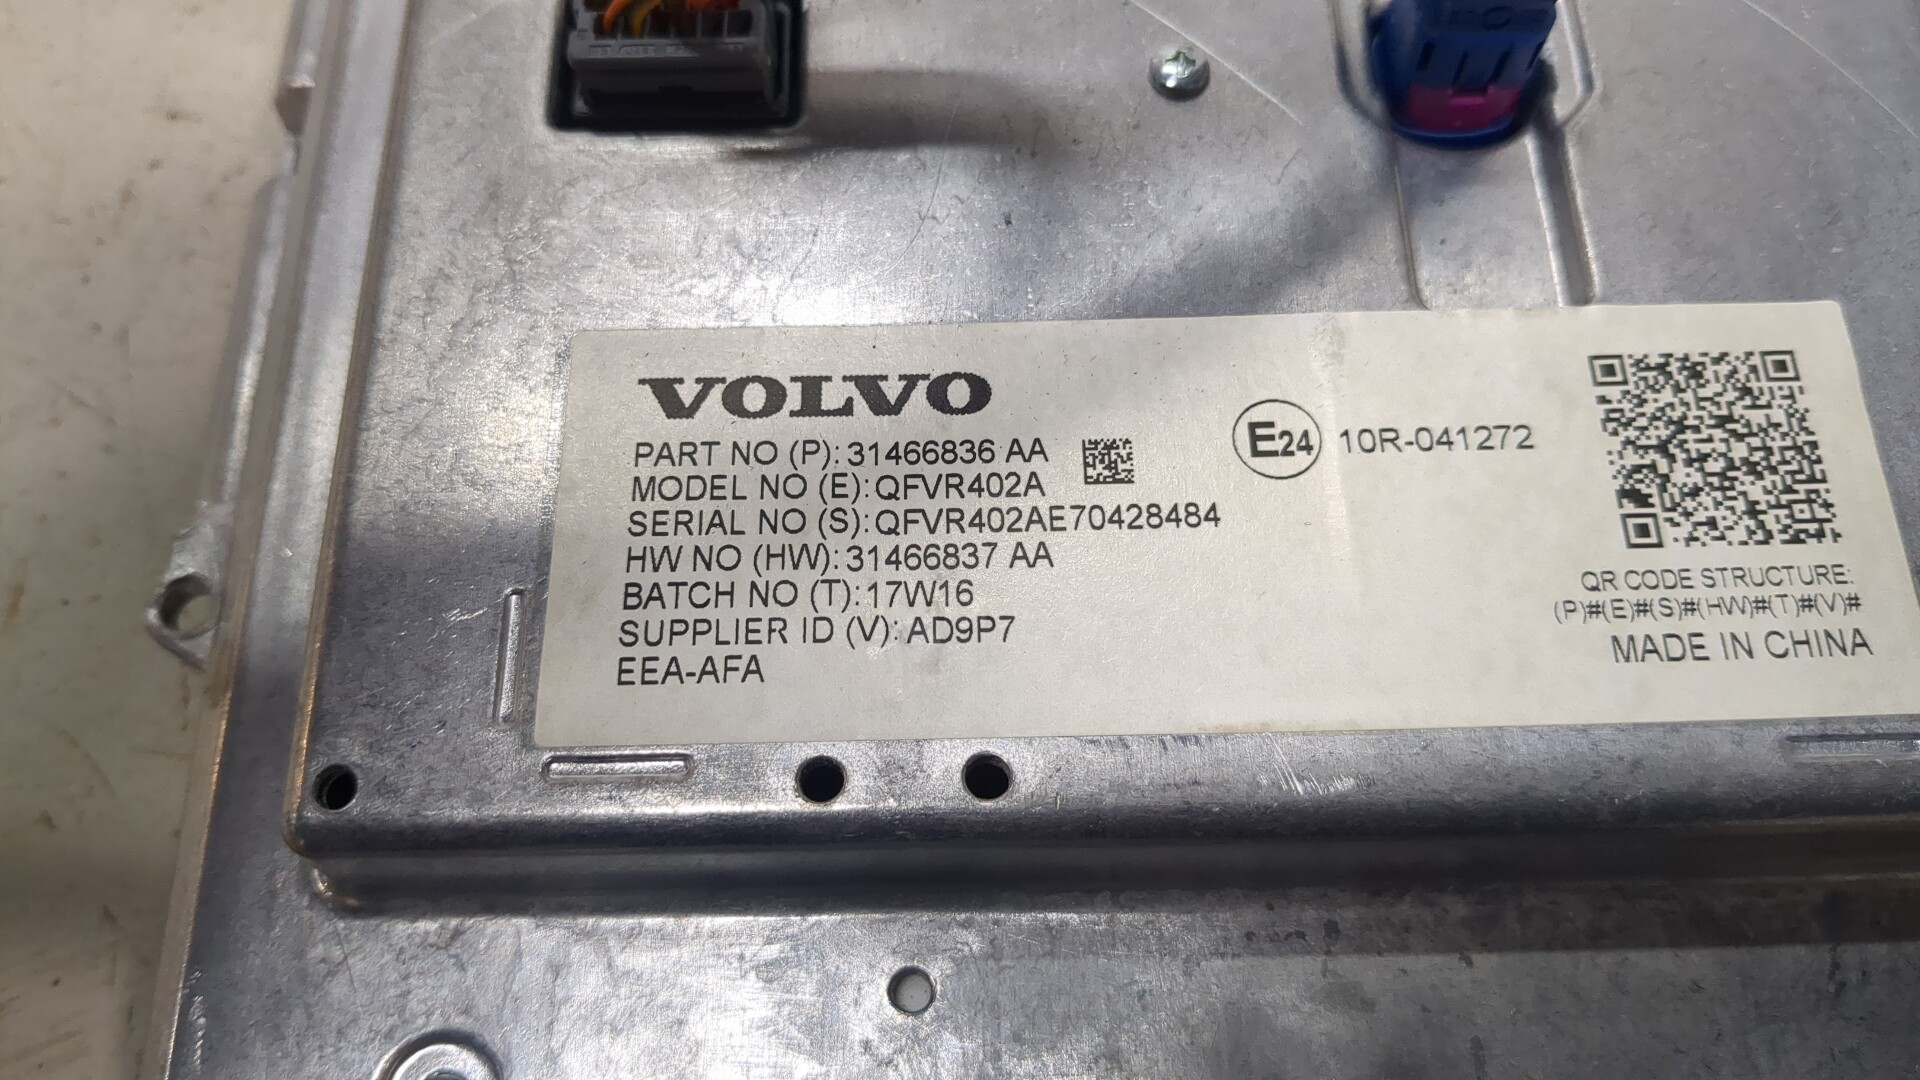 VOLVO
PART NO (P): 31466836 AA
MODEL NO (E): QFVR402A
SERIAL NO (S): QFVR402AE70428484
HW NO (HW): 31466837 AA
BATCH NO (T): 17W16
SUPPLIER ID (V): AD9P7
EEA-AFA
E24 10R-041272
QR CODE STRUCTURE:
(P)#(E)#(S)#(HW)#(T)#(V)#
MADE IN CHINA